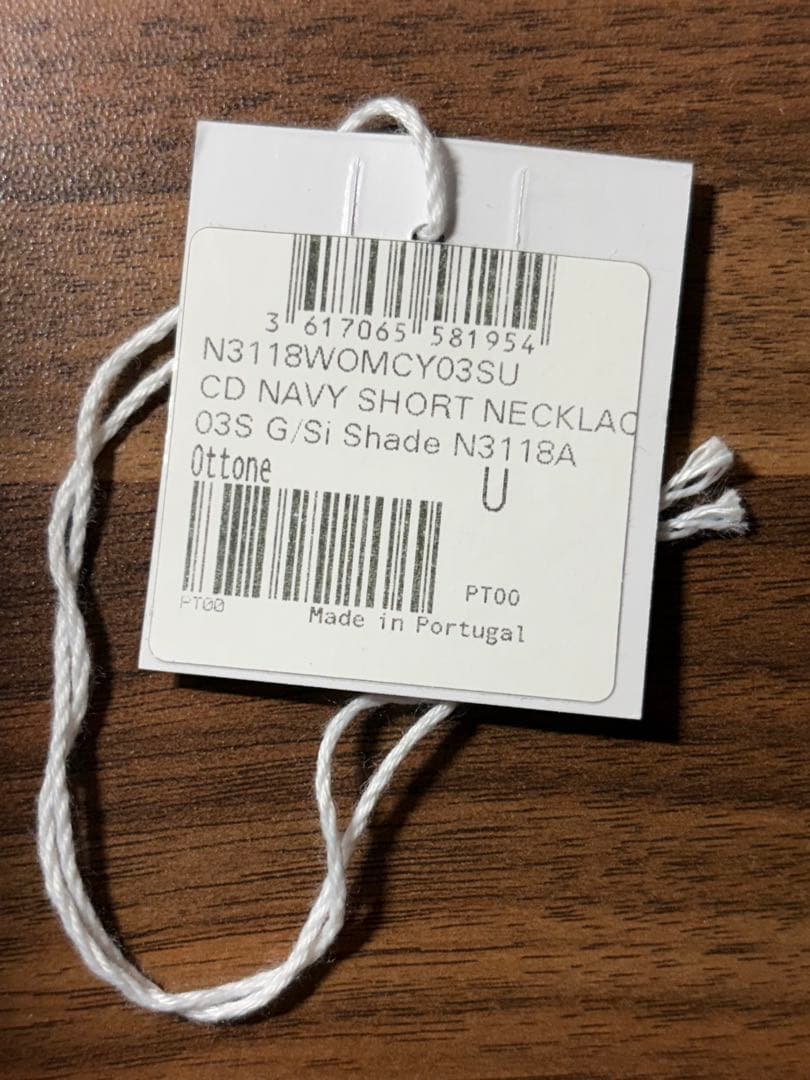 3 617065 581954
N3118WOMCY03SU
CD NAVY SHORT NECKLAC
03S G/Si Shade N3118A
Ottone
U
PT00
PT00
Made in Portugal